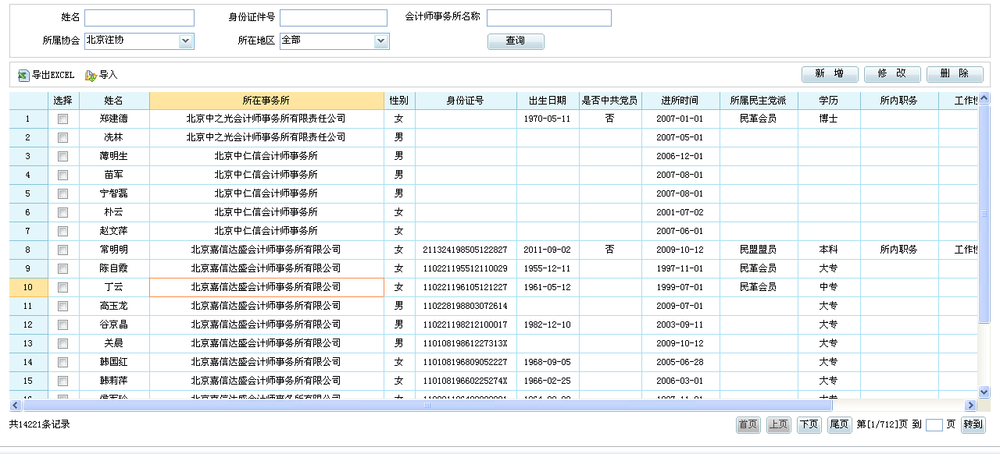 姓名 身份证件号 会计师事务所名称
所属协会 北京注协 所在地区 全部 查询
导出EXCEL 导入 新 增 修 改 删 除
选择 姓名 所在事务所 性别 身份证号 出生日期 是否中共党员 进所时间 所属民主党派 学历 所内职务 工作性
1 郑建德 北京中之光会计师事务所有限责任公司 女 1970-05-11 否 2007-01-01 民革会员 博士
2 冼林 北京中之光会计师事务所有限责任公司 男 2007-05-01
3 薄明生 北京中仁信会计师事务所 男 2006-12-01
4 苗军 北京中仁信会计师事务所 男 2007-08-01
5 宁智磊 北京中仁信会计师事务所 男 2007-08-01
6 朴云 北京中仁信会计师事务所 女 2001-07-02
7 赵文萍 北京中仁信会计师事务所 女 2007-06-01
8 常明明 北京嘉信达盛会计师事务所有限公司 女 211324198505122827 2011-09-02 否 2009-10-12 民盟盟员 本科 所内职务 工作性
9 陈自霞 北京嘉信达盛会计师事务所有限公司 女 110221195512110029 1955-12-11 1997-11-01 民革会员 大专
10 丁云 北京嘉信达盛会计师事务所有限公司 女 110221196105121227 1961-05-12 1999-07-01 民革会员 中专
11 高玉龙 北京嘉信达盛会计师事务所有限公司 男 110228198803072614 2009-07-01 大专
12 谷京晶 北京嘉信达盛会计师事务所有限公司 男 110221198212100017 1982-12-10 2003-09-11 大专
13 关晨 北京嘉信达盛会计师事务所有限公司 男 11010819861227313X 2009-10-12 大专
14 韩国红 北京嘉信达盛会计师事务所有限公司 女 110108196809052227 1968-09-05 2005-06-28 大专
15 韩莉萍 北京嘉信达盛会计师事务所有限公司 女 11010819660225274X 1966-02-25 2006-03-01 大专
共14221条记录 首页 上页 下页 尾页 第[1/712]页 到 页 转到